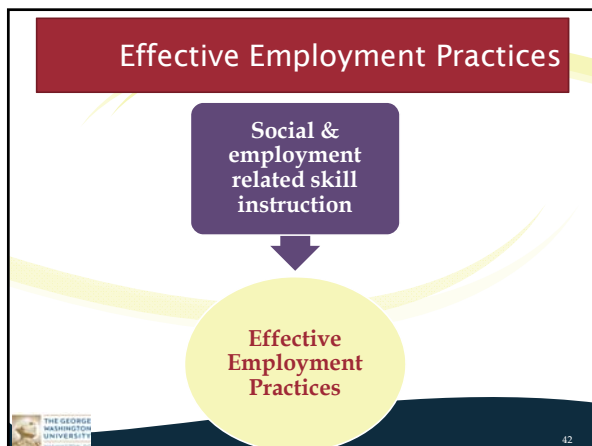 Effective Employment Practices
Social &
employment
related skill
instruction
Effective
Employment
Practices
THE GEORGE
WASHINGTON
UNIVERSITY
42